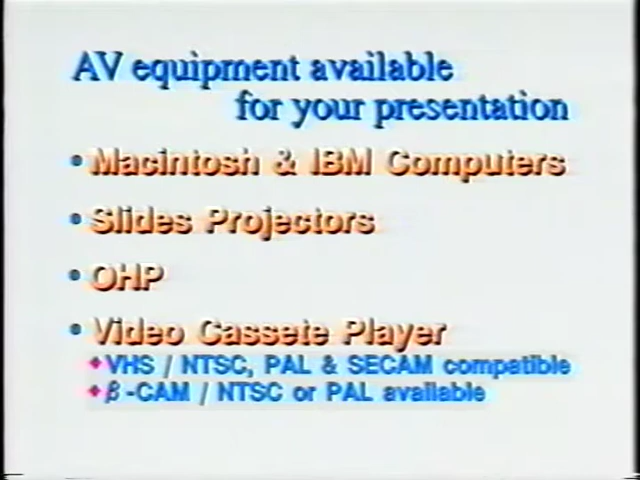 AV equipment available
for your presentation
• Macintosh & IBM Computers
• Slides Projectors
• OHP
• Video Cassete Player
◆VHS / NTSC, PAL & SECAM compatible
◆β-CAM / NTSC or PAL available